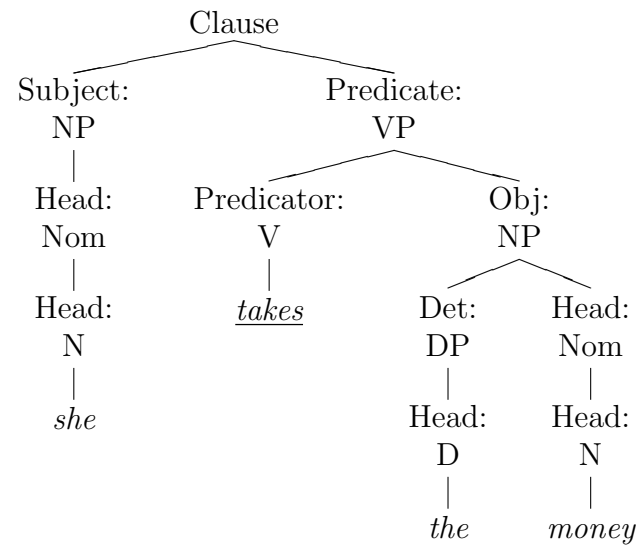 Clause
Subject: Predicate:
NP VP
Head: Predicator: Obj:
Nom V NP
Head: takes Det: Head:
N DP Nom
she Head: Head:
D N
the money